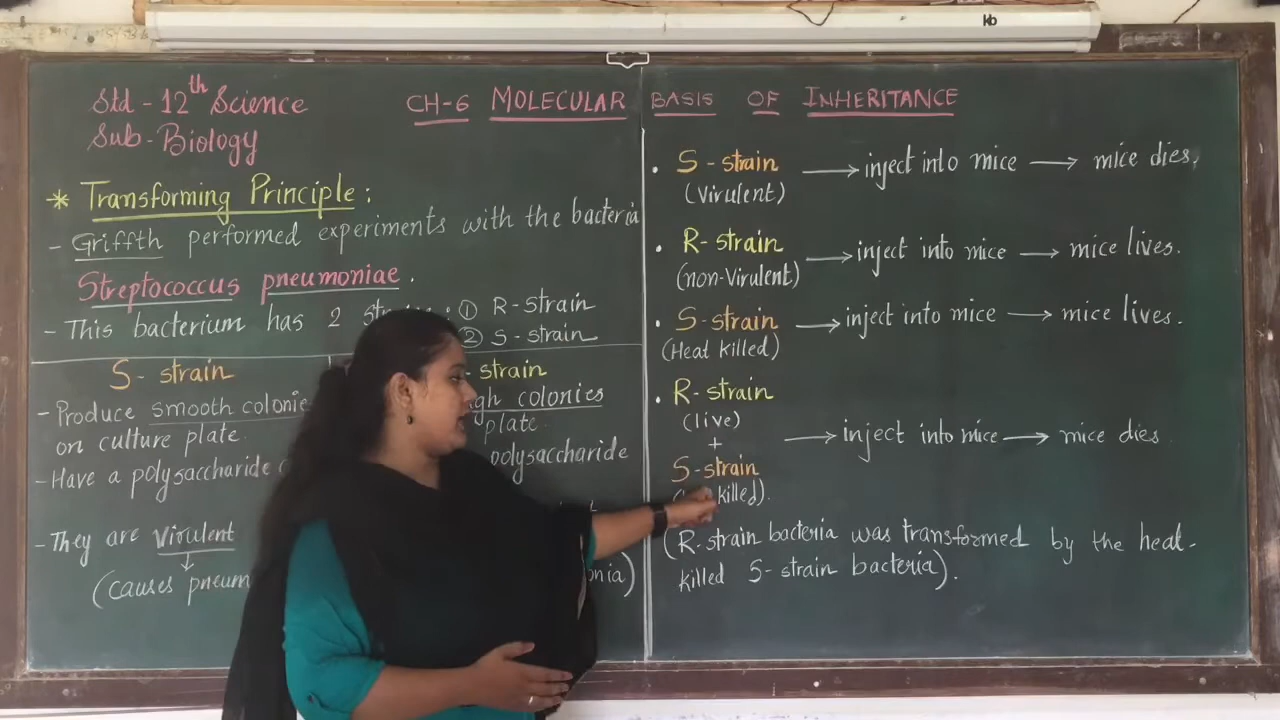 kb
Std - 12th Science
Sub - Biology
CH-6 MOLECULAR BASIS OF INHERITANCE
* Transforming Principle :
- Griffth performed experiments with the bacteria
Streptococcus pneumoniae .
- This bacterium has 2 : ① R-strain
② S-strain
S- strain
- Produce smooth colonie
on culture plate.
- Have a polysaccharide
- They are virulent
↓
(causes pneum
- strain
colonies
plate.
polysaccharide
)
. S-strain → inject into mice → mice dies.
(Virulent)
. R-strain → inject into mice → mice lives.
(non-Virulent)
. S-strain → inject into mice → mice lives.
(Heat killed)
. R-strain
(live)
+ → inject into mice → mice dies
S-strain
killed).
(R-strain bacteria was transformed by the heat-
killed S-strain bacteria).